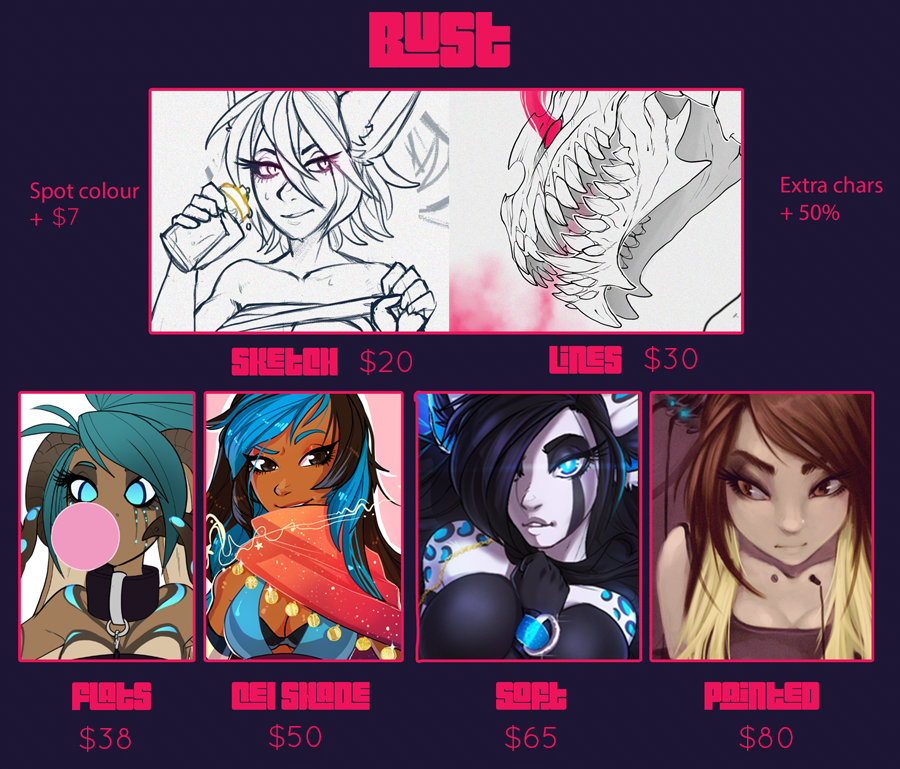 BUST
Spot colour
+ $7
Extra chars
+ 50%
SKETCH $20
LINES $30
FLATS
$38
CEL SHADE
$50
SOFT
$65
PAINTED
$80